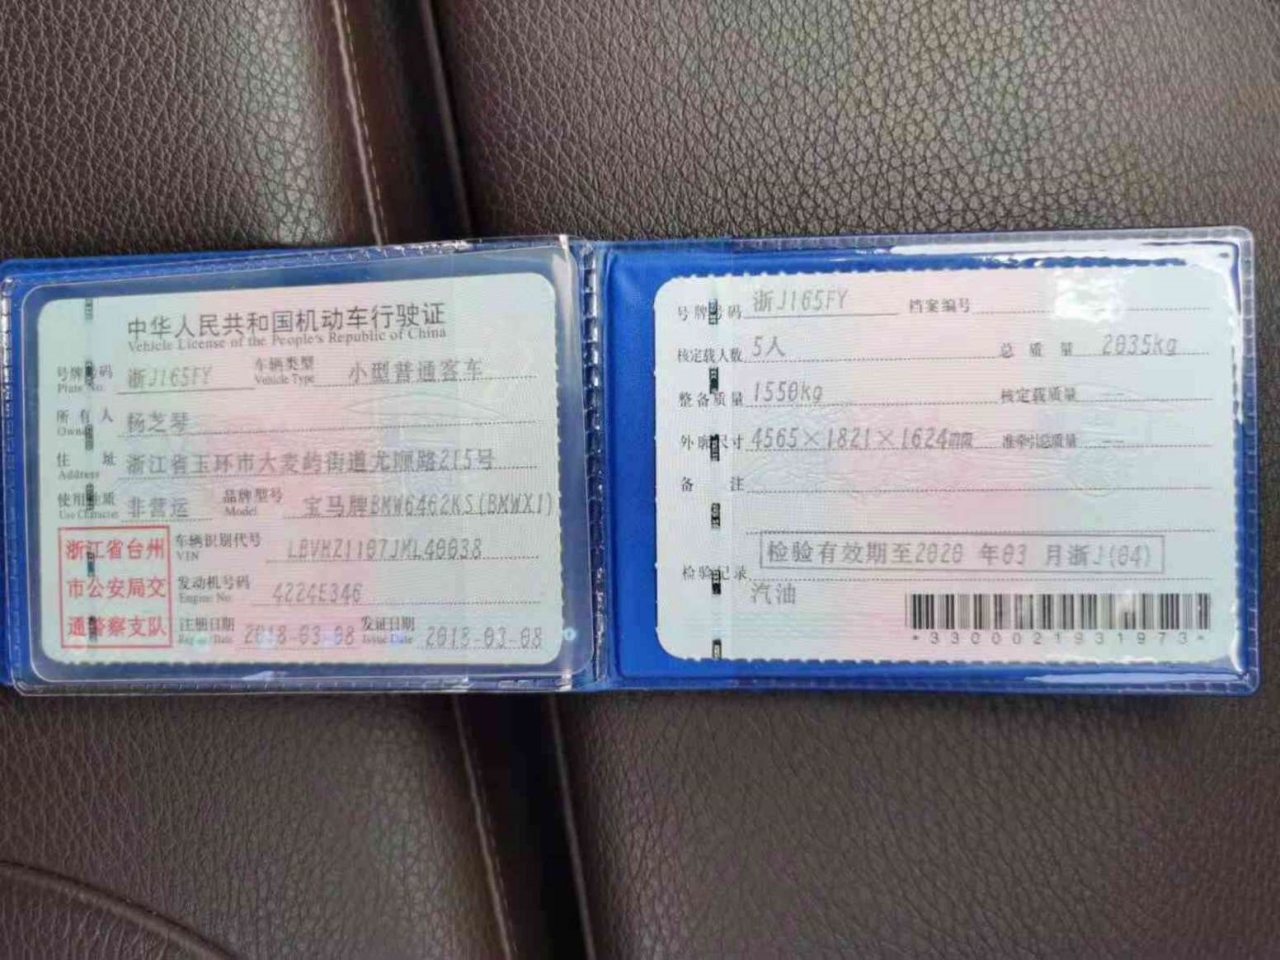 中华人民共和国机动车行驶证
Vehicle License of the People's Republic of China
号牌号码 浙J165FY 车辆类型 小型普通客车
Plate No. Vehicle Type
所有人 杨芝琴
Owner
住址 浙江省玉环市大麦屿街道尤顺路215号
Address
使用性质 非营运 品牌型号 宝马牌BMW6462KS(BMWX1)
Use Character Model
浙江省台州
市公安局交
通警察支队
车辆识别代号
VIN
发动机号码 4224E346
Engine No.
注册日期 2018-03-08 发证日期 2018-03-08
Register Date Issue Date
号牌号码 浙J165FY 档案编号
核定载人数 5人 总质量 2035kg
整备质量 1550kg 核定载质量 --
外廓尺寸 4565×1821×1624mm 准牵引总质量 --
备注
检验有效期至2020 年03 月浙J(04)
检验记录
汽油
*3300021931973*